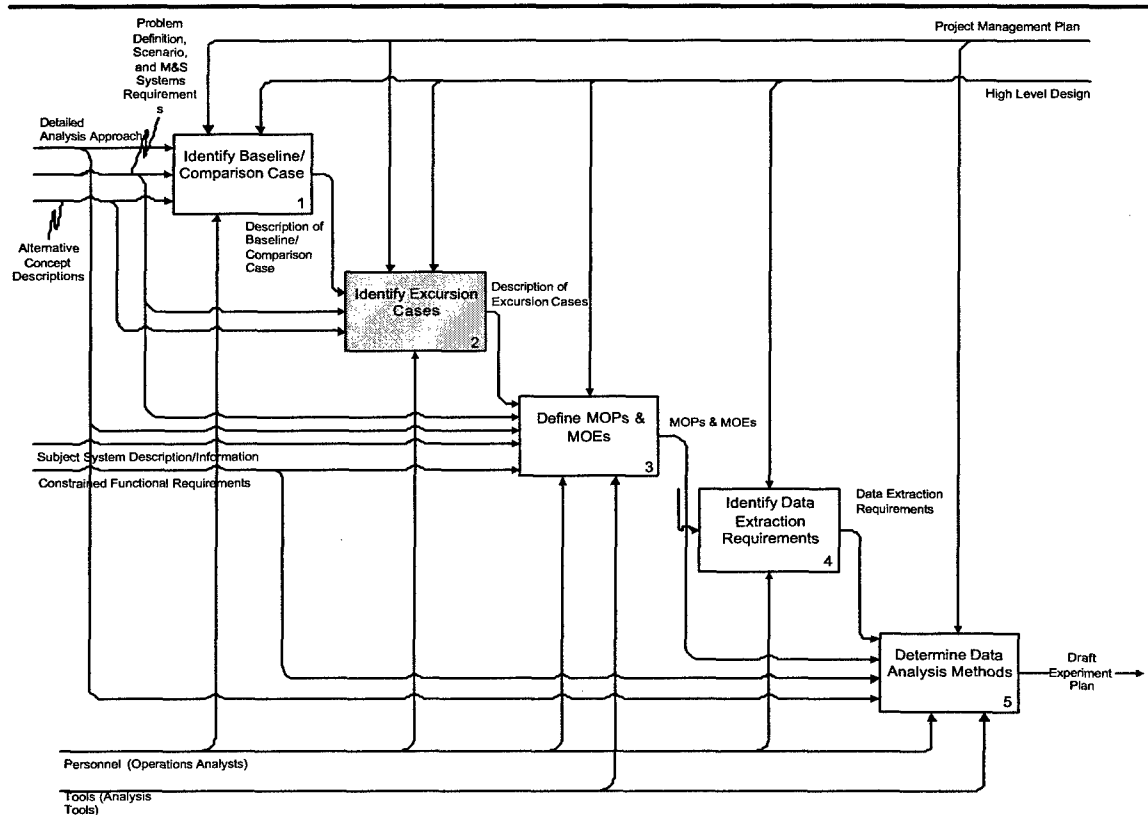 Problem
Definition,
Scenario,
and M&S
Systems
Requirement
s
Project Management Plan
High Level Design
Detailed
Analysis Approach
Identify Baseline/
Comparison Case
1
Alternative
Concept
Descriptions
Description of
Baseline/
Comparison
Case
Identify Excursion
Cases
2
Description of
Excursion Cases
Define MOPs &
MOEs
3
MOPs & MOEs
Subject System Description/Information
Constrained Functional Requirements
Identify Data
Extraction
Requirements
4
Data Extraction
Requirements
Determine Data
Analysis Methods
5
Draft
Experiment
Plan
Personnel (Operations Analysts)
Tools (Analysis
Tools)